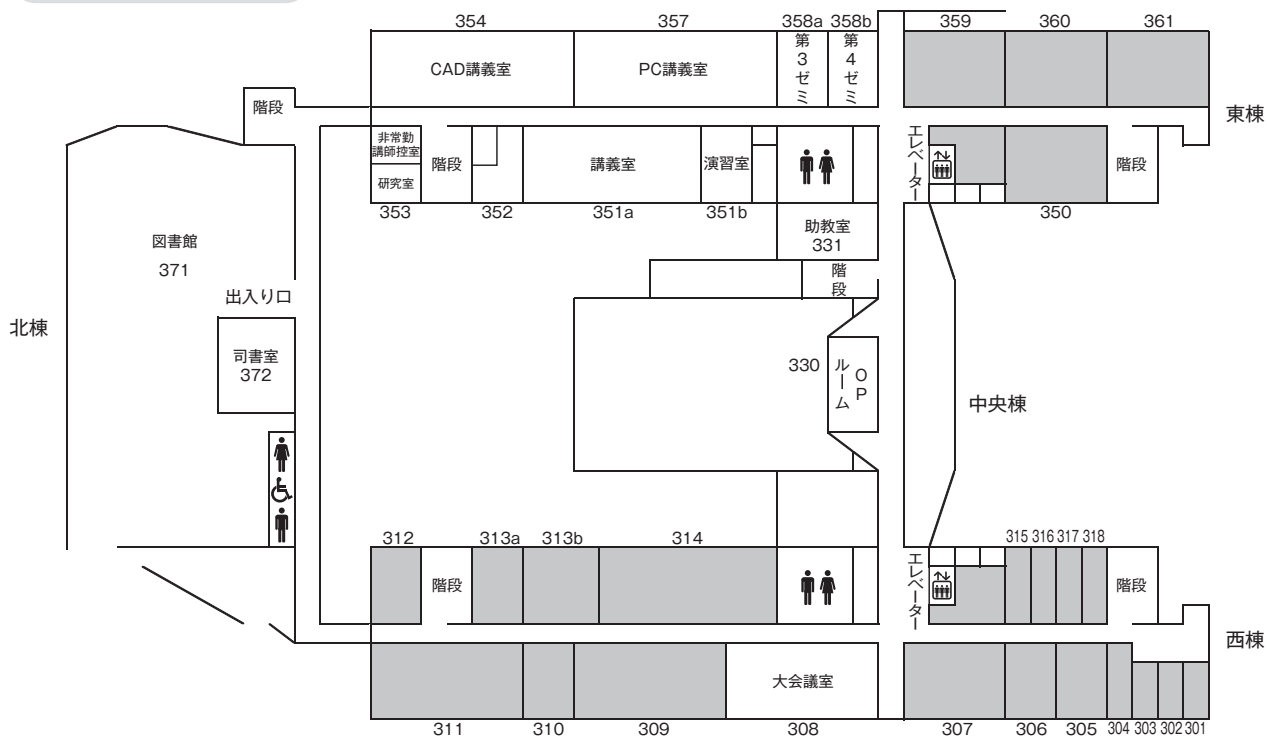 354
357
358a
358b
359
360
361
CAD講義室
PC講義室
第3ゼミ
第4ゼミ
階段
東棟
非常勤
講師控室
研究室
階段
講義室
演習室
エレベーター
階段
353
352
351a
351b
350
助教室
331
階段
図書館
371
出入り口
北棟
司書室
372
330
OP
ルーム
中央棟
312
313a
313b
314
315
316
317
318
階段
エレベーター
階段
西棟
大会議室
311
310
309
308
307
306
305
304
303
302
301